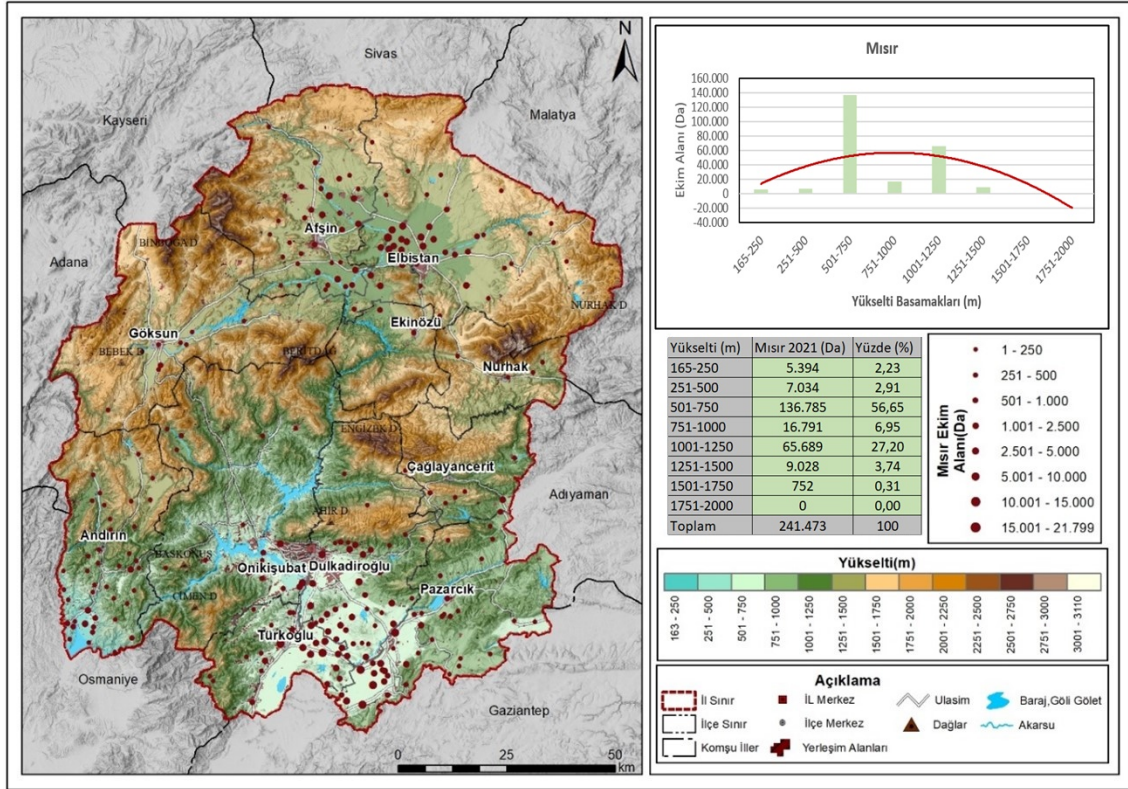 N
Sivas
Kayseri
Malatya
Adana
Afşin
BİNBOĞA D
Elbistan
NURHAK D
Ekinözü
Göksun
BEBEK D
Nurhak
ENGİZEK D
Çağlayancerit
Adıyaman
AHIR D
Andırın
BAŞKONUŞ
Onikişubat
Dulkadiroğlu
Pazarcık
ÇİMEN D
Türkoğlu
Osmaniye
Gaziantep
0 25 50
km
Mısır
Ekim Alanı (Da)
160.000
140.000
120.000
100.000
80.000
60.000
40.000
20.000
0
-20.000
-40.000
165-250
251-500
501-750
751-1000
1001-1250
1251-1500
1501-1750
1751-2000
Yükselti Basamakları (m)
Yükselti (m) Mısır 2021 (Da) Yüzde (%)
165-250 5.394 2,23
251-500 7.034 2,91
501-750 136.785 56,65
751-1000 16.791 6,95
1001-1250 65.689 27,20
1251-1500 9.028 3,74
1501-1750 752 0,31
1751-2000 0 0,00
Toplam 241.473 100
Mısır Ekim
Alanı(Da)
1 - 250
251 - 500
501 - 1.000
1.001 - 2.500
2.501 - 5.000
5.001 - 10.000
10.001 - 15.000
15.001 - 21.799
Yükselti(m)
163 - 250
251 - 500
501 - 750
751 - 1000
1001 - 1250
1251 - 1500
1501 - 1750
1751 - 2000
2001 - 2250
2251 - 2500
2501 - 2750
2751 - 3000
3001 - 3110
Açıklama
İl Sınır
İL Merkez
Ulasim
Baraj,Göli Gölet
İlçe Sınır
İlçe Merkez
Dağlar
Akarsu
Komşu İller
Yerleşim Alanları